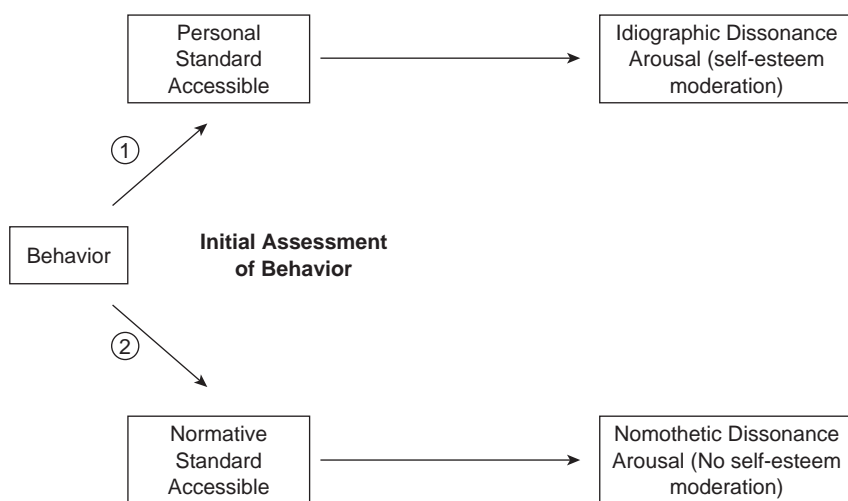 Personal
Standard
Accessible
Idiographic Dissonance
Arousal (self-esteem
moderation)
1
Behavior
Initial Assessment
of Behavior
2
Normative
Standard
Accessible
Nomothetic Dissonance
Arousal (No self-esteem
moderation)